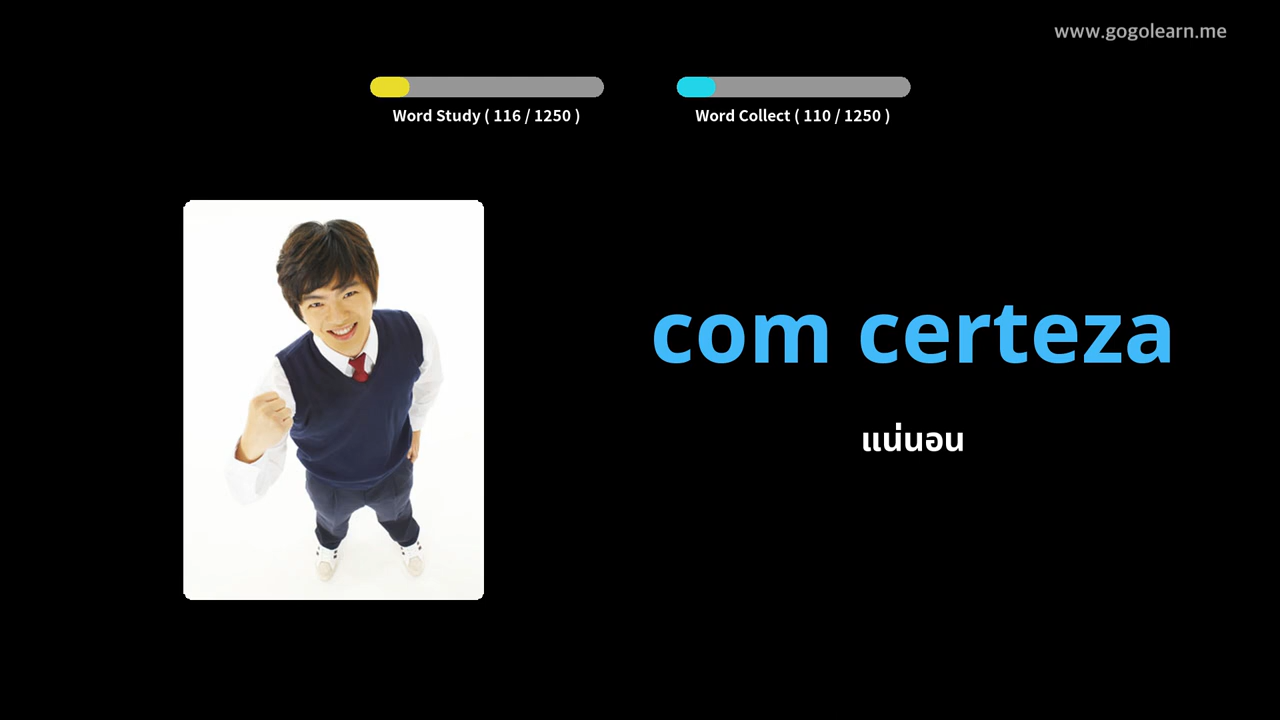 www.gogolearn.me
Word Study ( 116 / 1250 )
Word Collect ( 110 / 1250 )
com certeza
แน่นอน